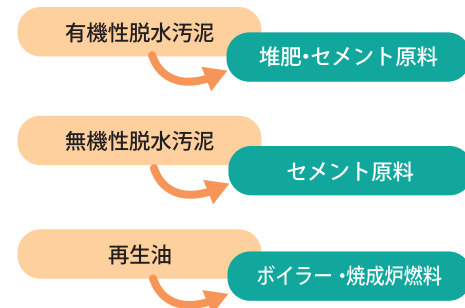 有機性脱水汚泥
堆肥・セメント原料
無機性脱水汚泥
セメント原料
再生油
ボイラー・焼成炉燃料